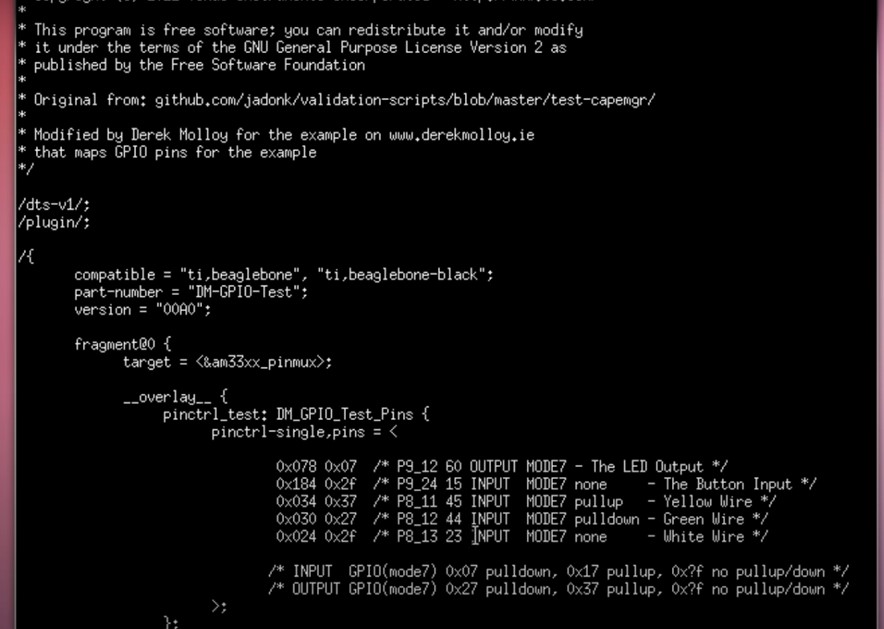 *
* This program is free software; you can redistribute it and/or modify
* it under the terms of the GNU General Purpose License Version 2 as
* published by the Free Software Foundation
*
* Original from: github.com/jadonk/validation-scripts/blob/master/test-capemgr/
*
* Modified by Derek Molloy for the example on www.derekmolloy.ie
* that maps GPIO pins for the example
*/
/dts-v1/;
/plugin/;
/{
compatible = "ti,beaglebone", "ti,beaglebone-black";
part-number = "DM-GPIO-Test";
version = "00A0";
fragment@0 {
target = <&am33xx_pinmux>;
__overlay__ {
pinctrl_test: DM_GPIO_Test_Pins {
pinctrl-single,pins = <
0x078 0x07 /* P9_12 60 OUTPUT MODE7 - The LED Output */
0x184 0x2f /* P9_24 15 INPUT MODE7 none - The Button Input */
0x034 0x37 /* P8_11 45 INPUT MODE7 pullup - Yellow Wire */
0x030 0x27 /* P8_12 44 INPUT MODE7 pulldown - Green Wire */
0x024 0x2f /* P8_13 23 INPUT MODE7 none - White Wire */
/* INPUT GPIO(mode7) 0x07 pulldown, 0x17 pullup, 0x?f no pullup/down */
/* OUTPUT GPIO(mode7) 0x27 pulldown, 0x37 pullup, 0x?f no pullup/down */
>;
};